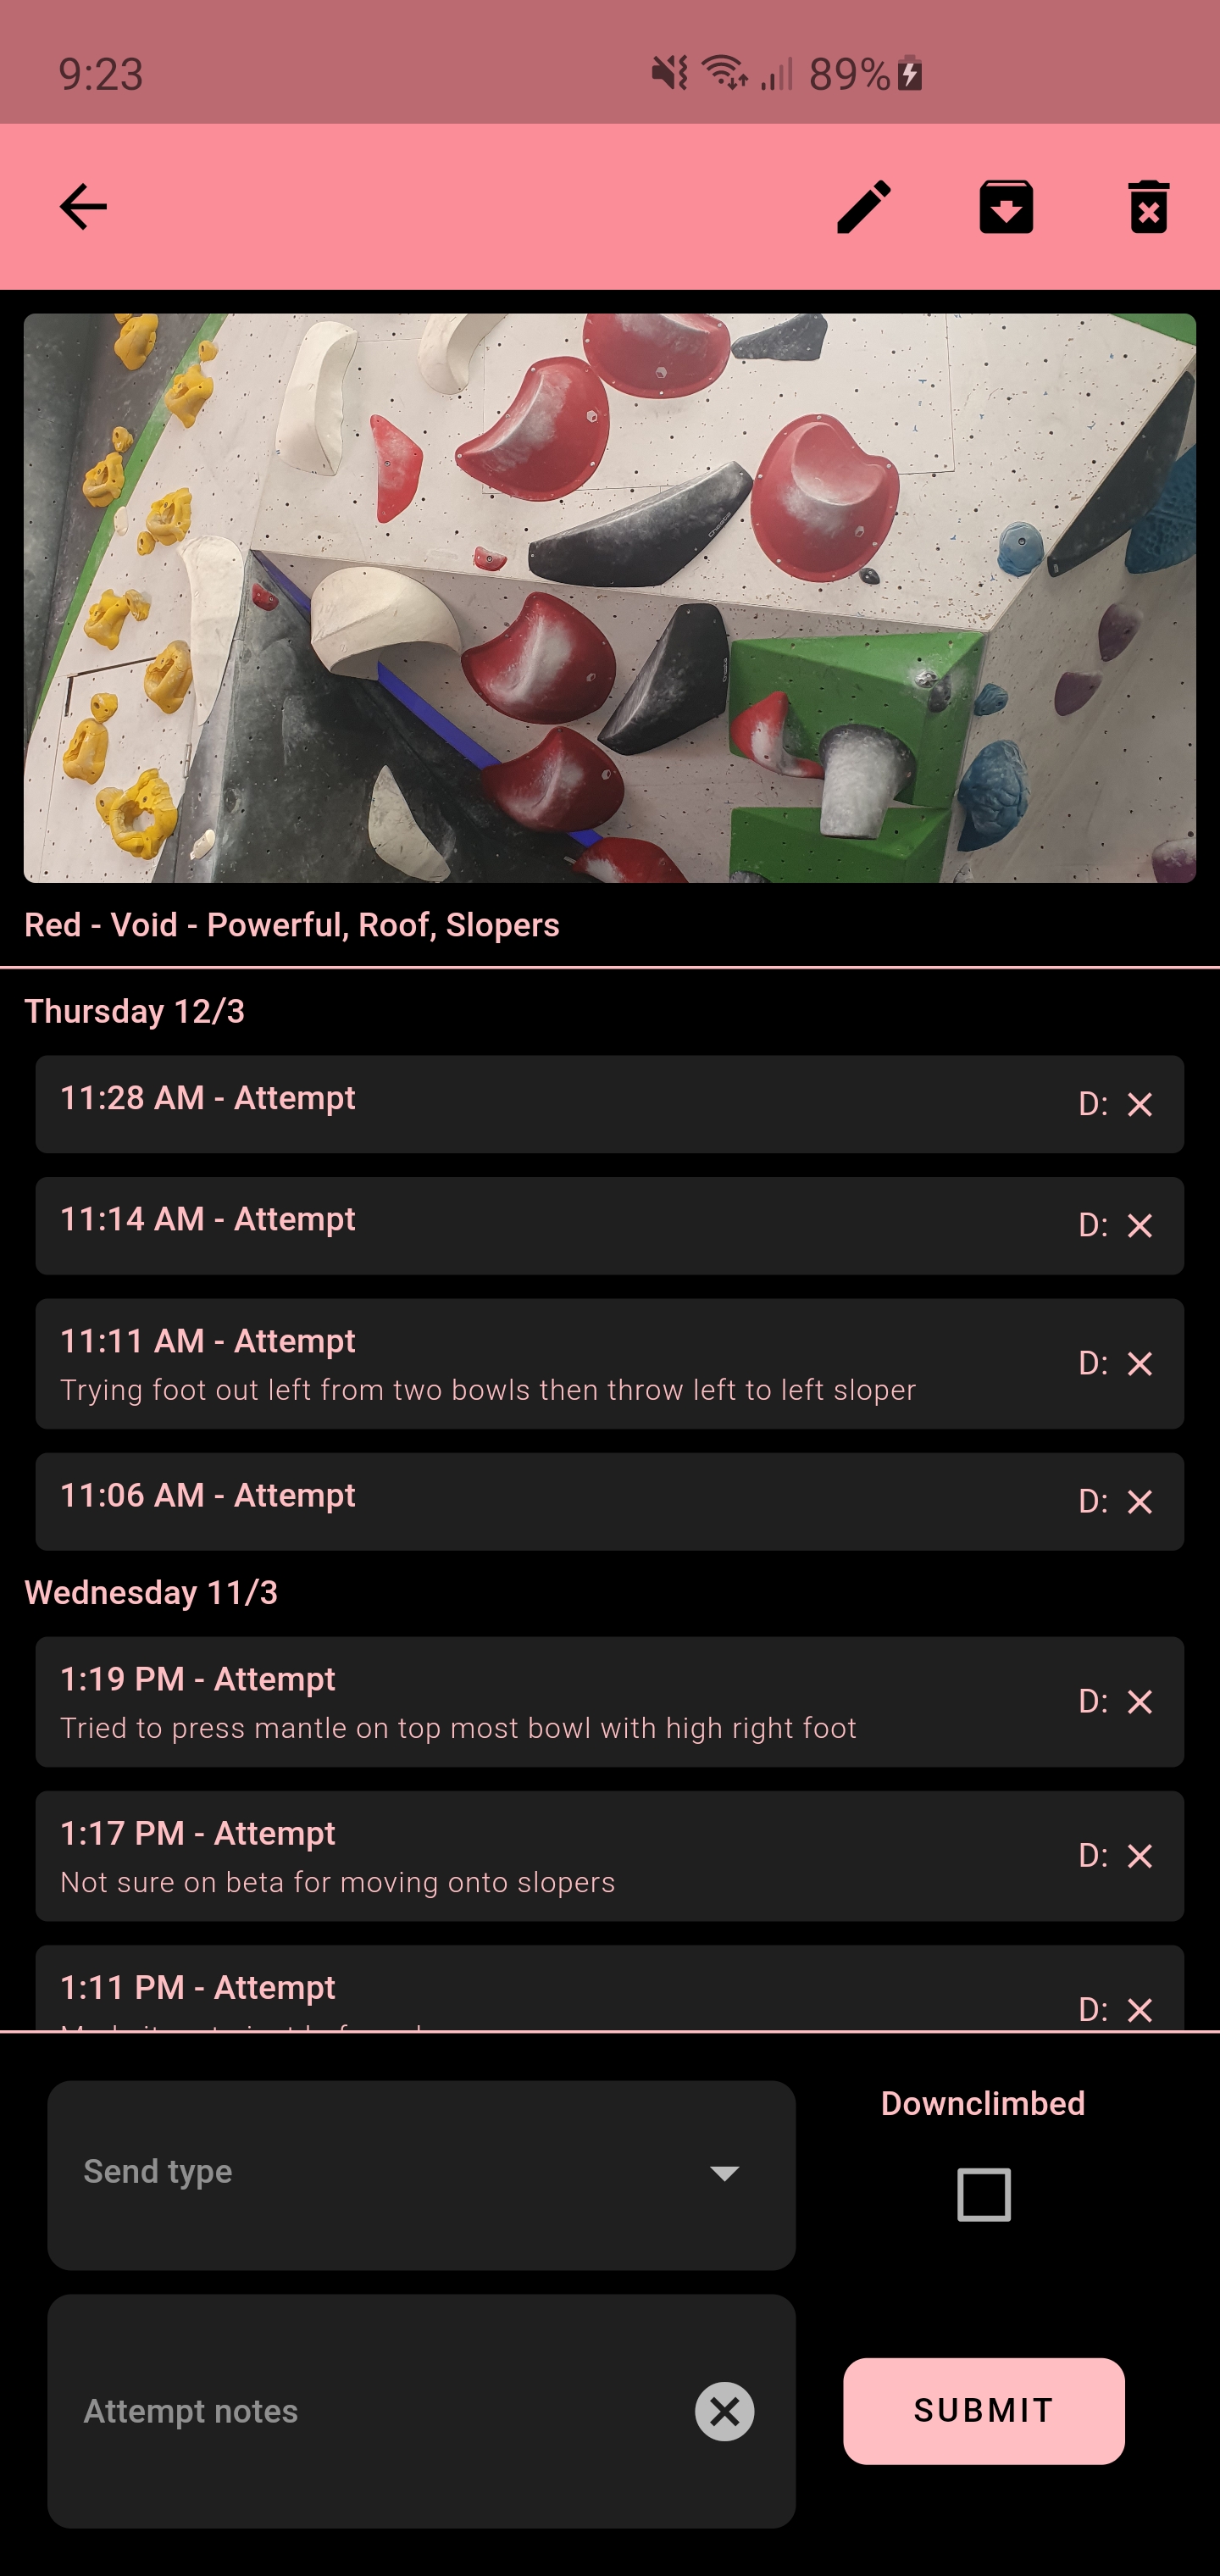 9:23
89%
Red - Void - Powerful, Roof, Slopers
Thursday 12/3
11:28 AM - Attempt
D:
11:14 AM - Attempt
D:
11:11 AM - Attempt
Trying foot out left from two bowls then throw left to left sloper
D:
11:06 AM - Attempt
D:
Wednesday 11/3
1:19 PM - Attempt
Tried to press mantle on top most bowl with high right foot
D:
1:17 PM - Attempt
Not sure on beta for moving onto slopers
D:
1:11 PM - Attempt
D:
Send type
Downclimbed
Attempt notes
SUBMIT